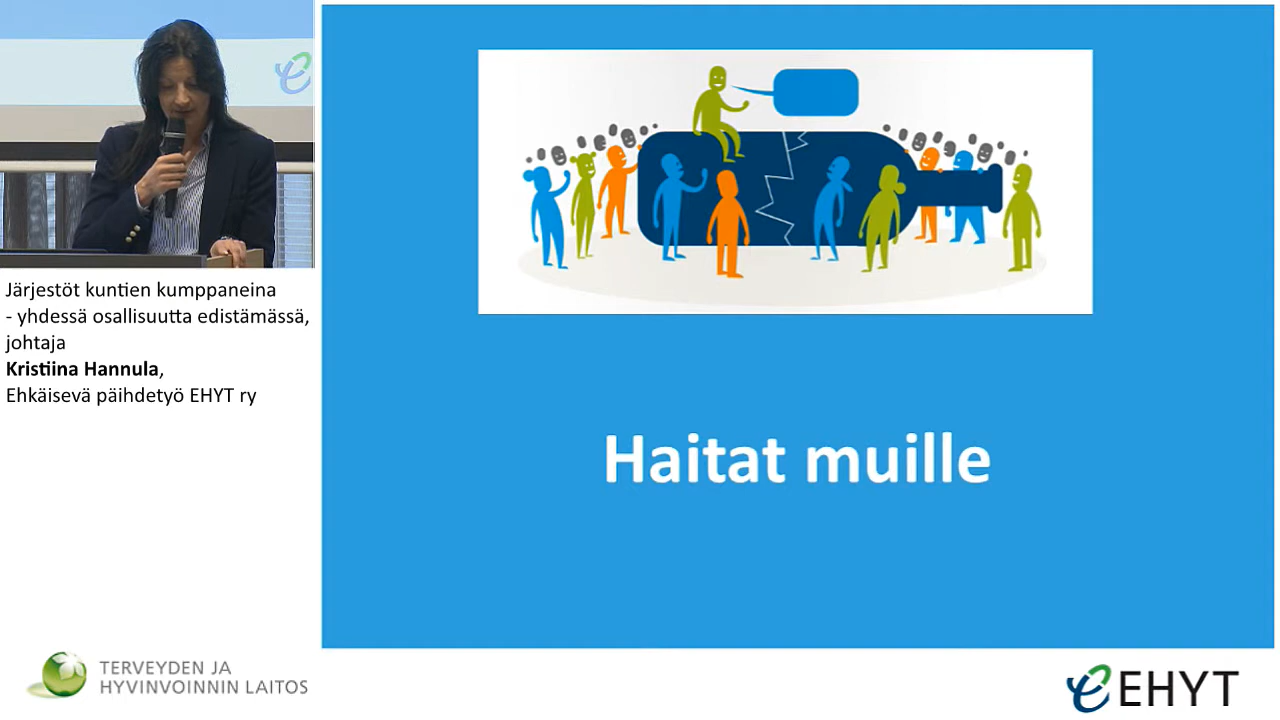 Järjestöt kuntien kumppaneina
- yhdessä osallisuutta edistämässä,
johtaja
Kristiina Hannula,
Ehkäisevä päihdetyö EHYT ry
Haitat muille
TERVEYDEN JA
HYVINVOINNIN LAITOS
EHYT